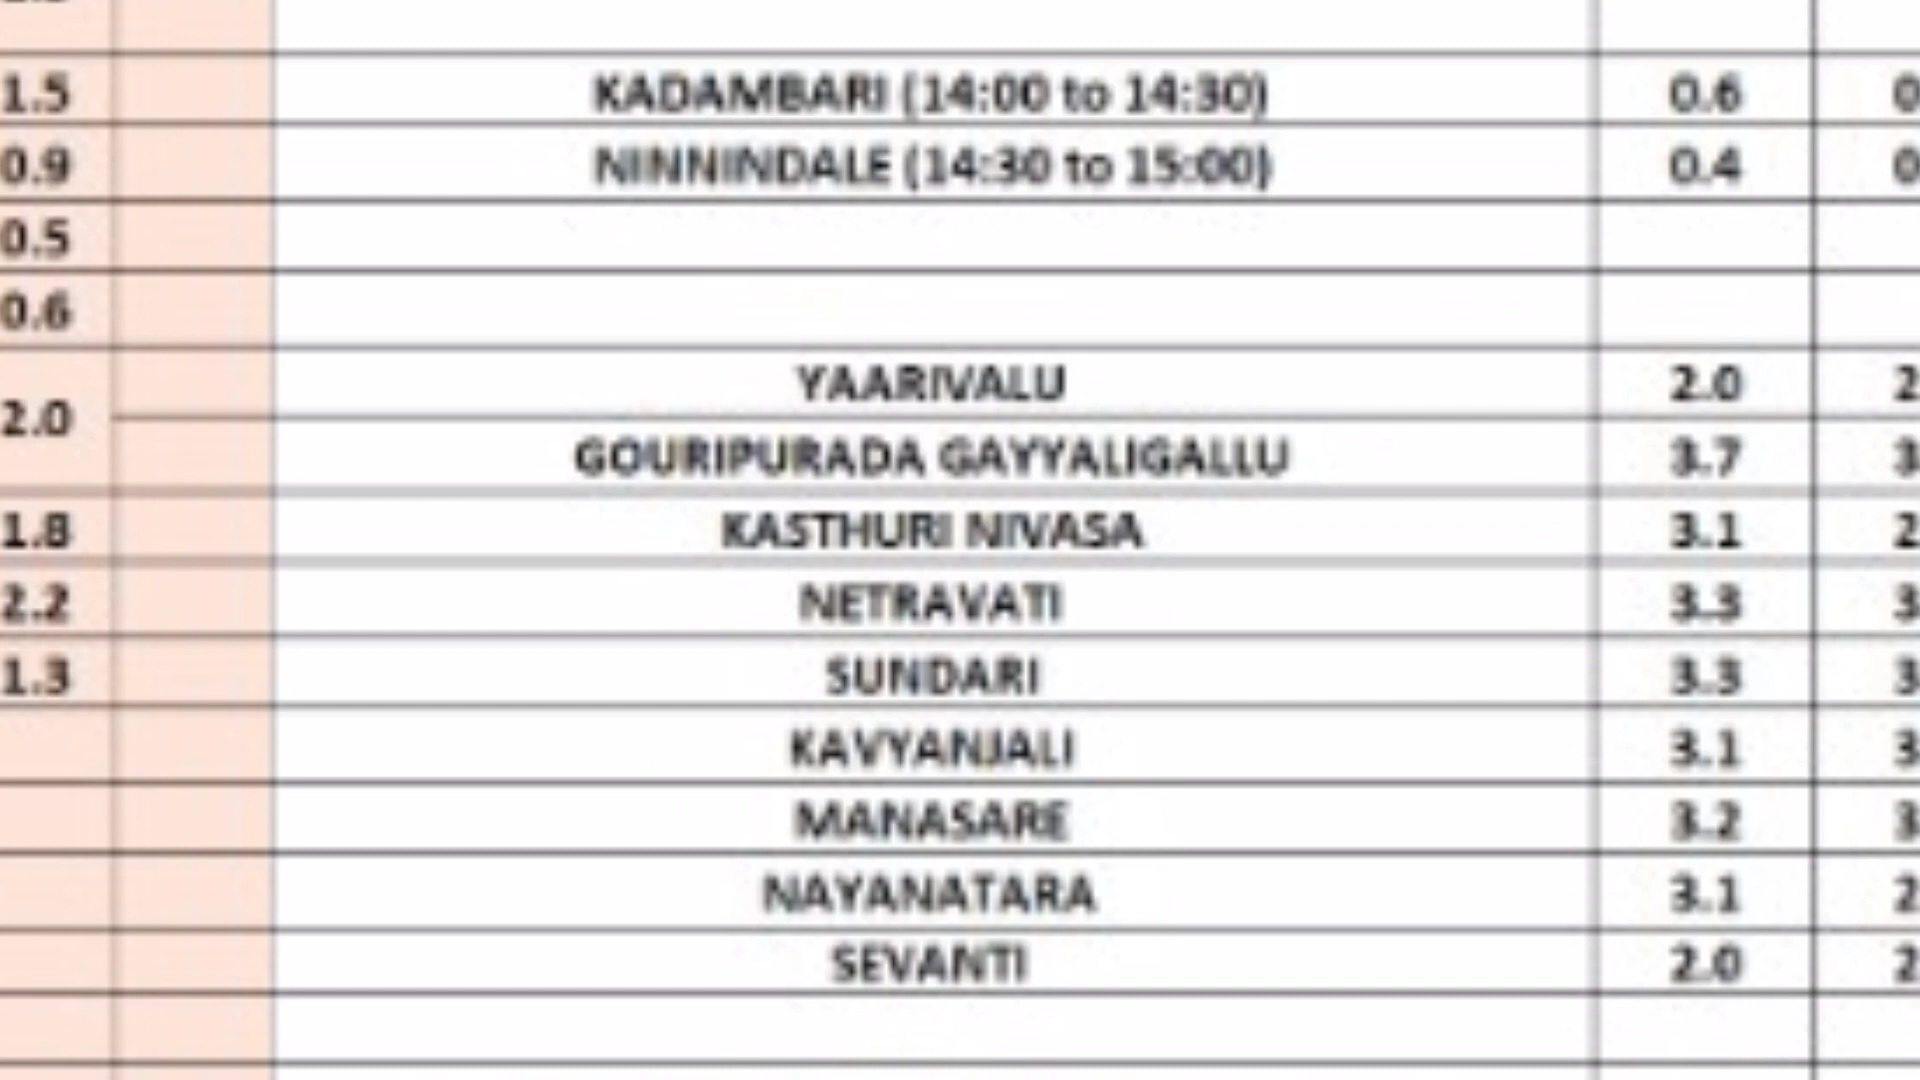 1.5 KADAMBARI (14:00 to 14:30) 0.6 0
0.9 NINNINDALE (14:30 to 15:00) 0.4 0
0.5
0.6
YAARIVALU 2.0 2
2.0
GOURIPURADA GAYYALIGALLU 3.7 3
1.8 KASTHURI NIVASA 3.1 2
2.2 NETRAVATI 3.3 3
1.3 SUNDARI 3.3 3
KAVYANJALI 3.1 3
MANASARE 3.2 3
NAYANATARA 3.1 2
SEVANTI 2.0 2